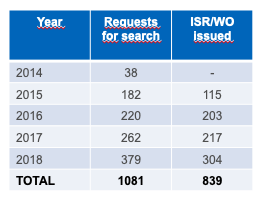 Year Requests for search ISR/WO issued
2014 38 -
2015 182 115
2016 220 203
2017 262 217
2018 379 304
TOTAL 1081 839